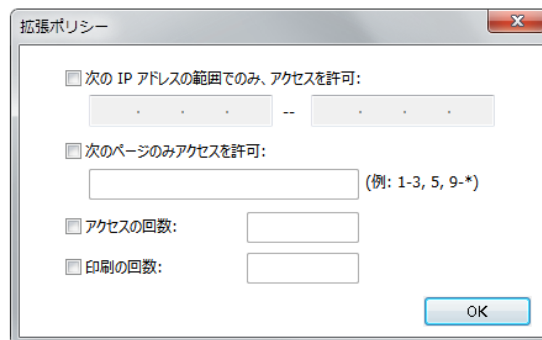 拡張ポリシー
次の IP アドレスの範囲でのみ、アクセスを許可:
. . . -- . . .
次のページのみアクセスを許可:
(例: 1-3, 5, 9-*)
アクセスの回数:
印刷の回数:
OK